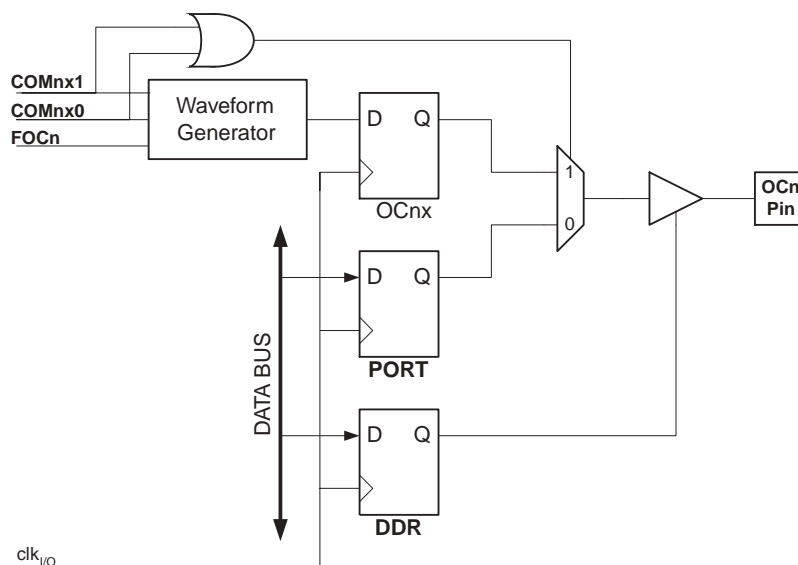 COMnx1
COMnx0
FOCn
Waveform
Generator
D Q
OCnx
1
0
OCn
Pin
D Q
PORT
D Q
DDR
DATA BUS
clkI/O